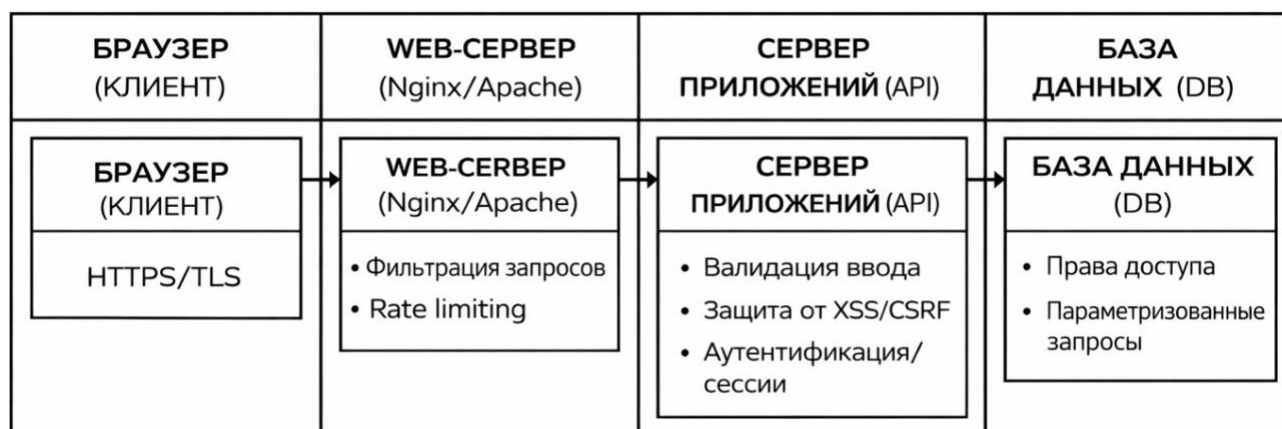 БРАУЗЕР
(КЛИЕНТ)
WEB-СЕРВЕР
(Nginx/Apache)
СЕРВЕР
ПРИЛОЖЕНИЙ (API)
БАЗА
ДАННЫХ (DB)
БРАУЗЕР
(КЛИЕНТ)
HTTPS/TLS
WEB-CERBEP
(Nginx/Apache)
• Фильтрация запросов
• Rate limiting
СЕРВЕР
ПРИЛОЖЕНИЙ (API)
• Валидация ввода
• Защита от XSS/CSRF
• Аутентификация/
сессии
БАЗА ДАННЫХ
(DB)
• Права доступа
• Параметризованные
запросы